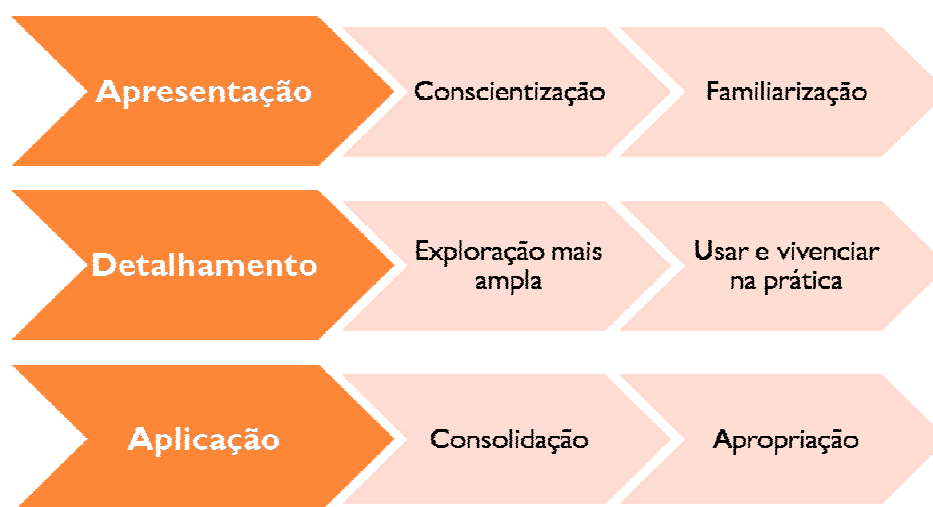 Apresentação
Conscientização
Familiarização
Detalhamento
Exploração mais
ampla
Usar e vivenciar
na prática
Aplicação
Consolidação
Apropriação